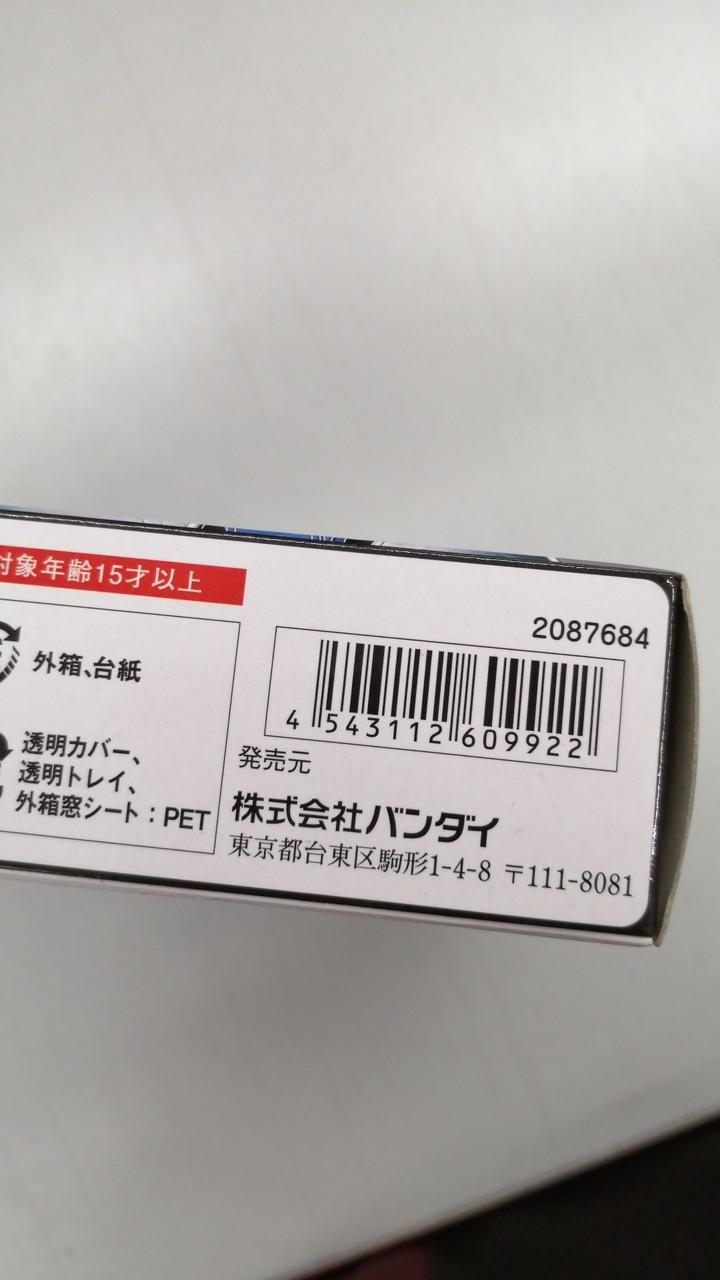 対象年齢15才以上
2087684
外箱、台紙
透明カバー、
透明トレイ、
外箱窓シート：PET
4 543112 609922
発売元
株式会社バンダイ
東京都台東区駒形1-4-8 〒111-8081